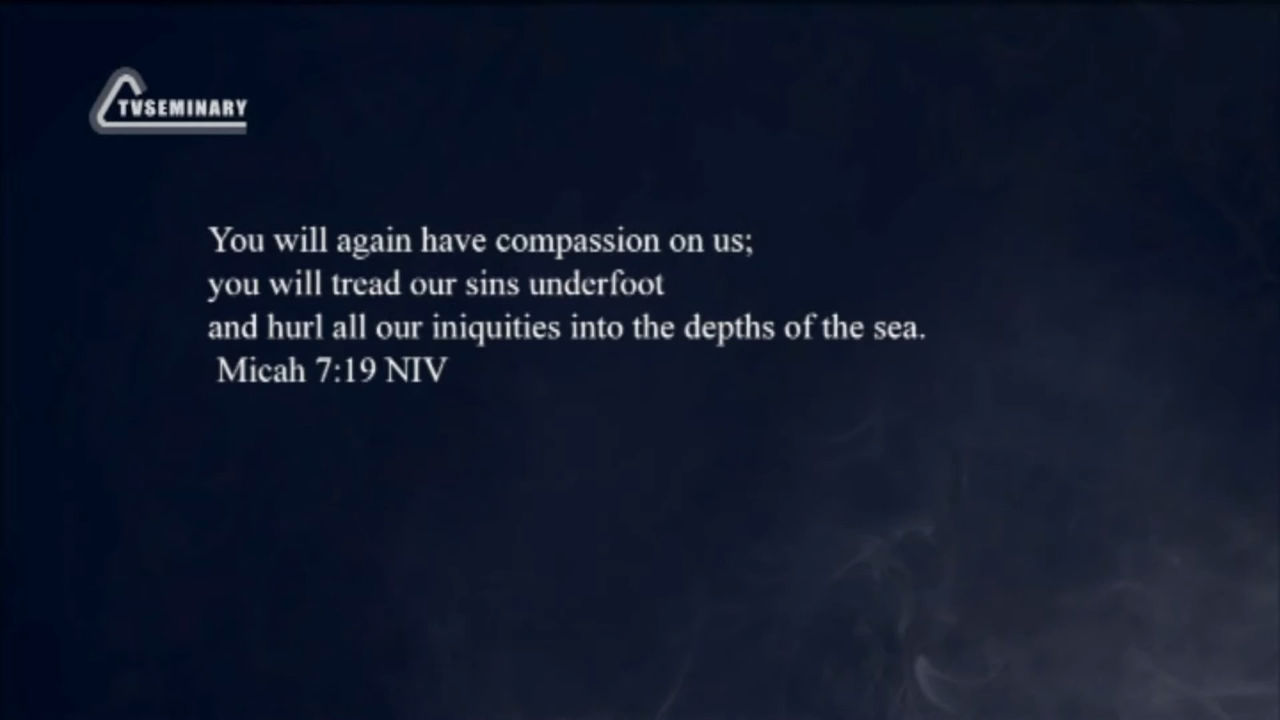 TVSEMINARY
You will again have compassion on us;
you will tread our sins underfoot
and hurl all our iniquities into the depths of the sea.
Micah 7:19 NIV